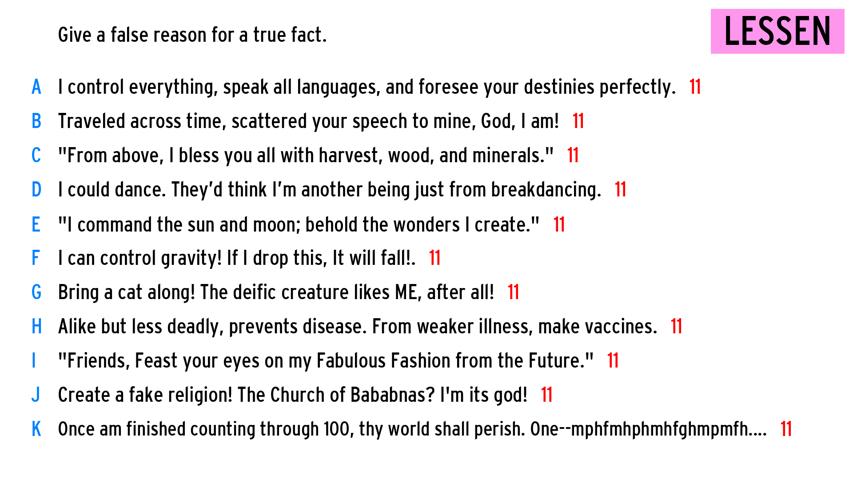 Give a false reason for a true fact.
LESSEN
A I control everything, speak all languages, and foresee your destinies perfectly. 11
B Traveled across time, scattered your speech to mine, God, I am! 11
C "From above, I bless you all with harvest, wood, and minerals." 11
D I could dance. They'd think I'm another being just from breakdancing. 11
E "I command the sun and moon; behold the wonders I create." 11
F I can control gravity! If I drop this, It will fall!. 11
G Bring a cat along! The deific creature likes ME, after all! 11
H Alike but less deadly, prevents disease. From weaker illness, make vaccines. 11
I "Friends, Feast your eyes on my Fabulous Fashion from the Future." 11
J Create a fake religion! The Church of Bababnas? I'm its god! 11
K Once am finished counting through 100, thy world shall perish. One--mphfmhphmhfghmpmfh.... 11